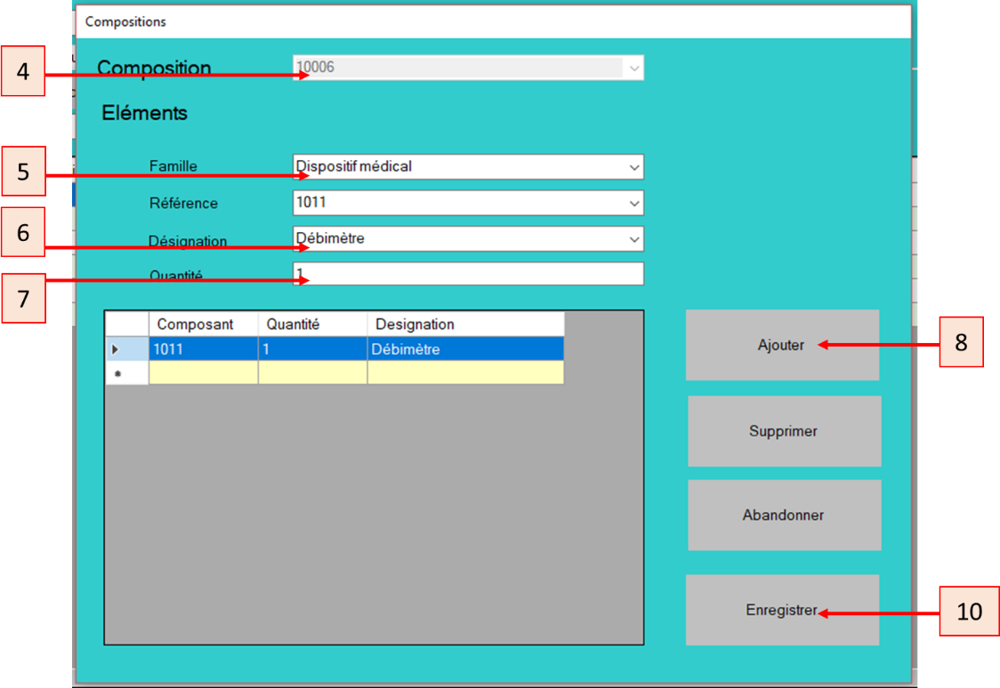 Compositions
4
Composition
10006
Eléments
5
Famille
Dispositif médical
Référence
1011
6
Désignation
Débimètre
7
Quantité
1
Composant Quantité Designation
1011 1 Débimètre
Ajouter
8
Supprimer
Abandonner
Enregistrer
10